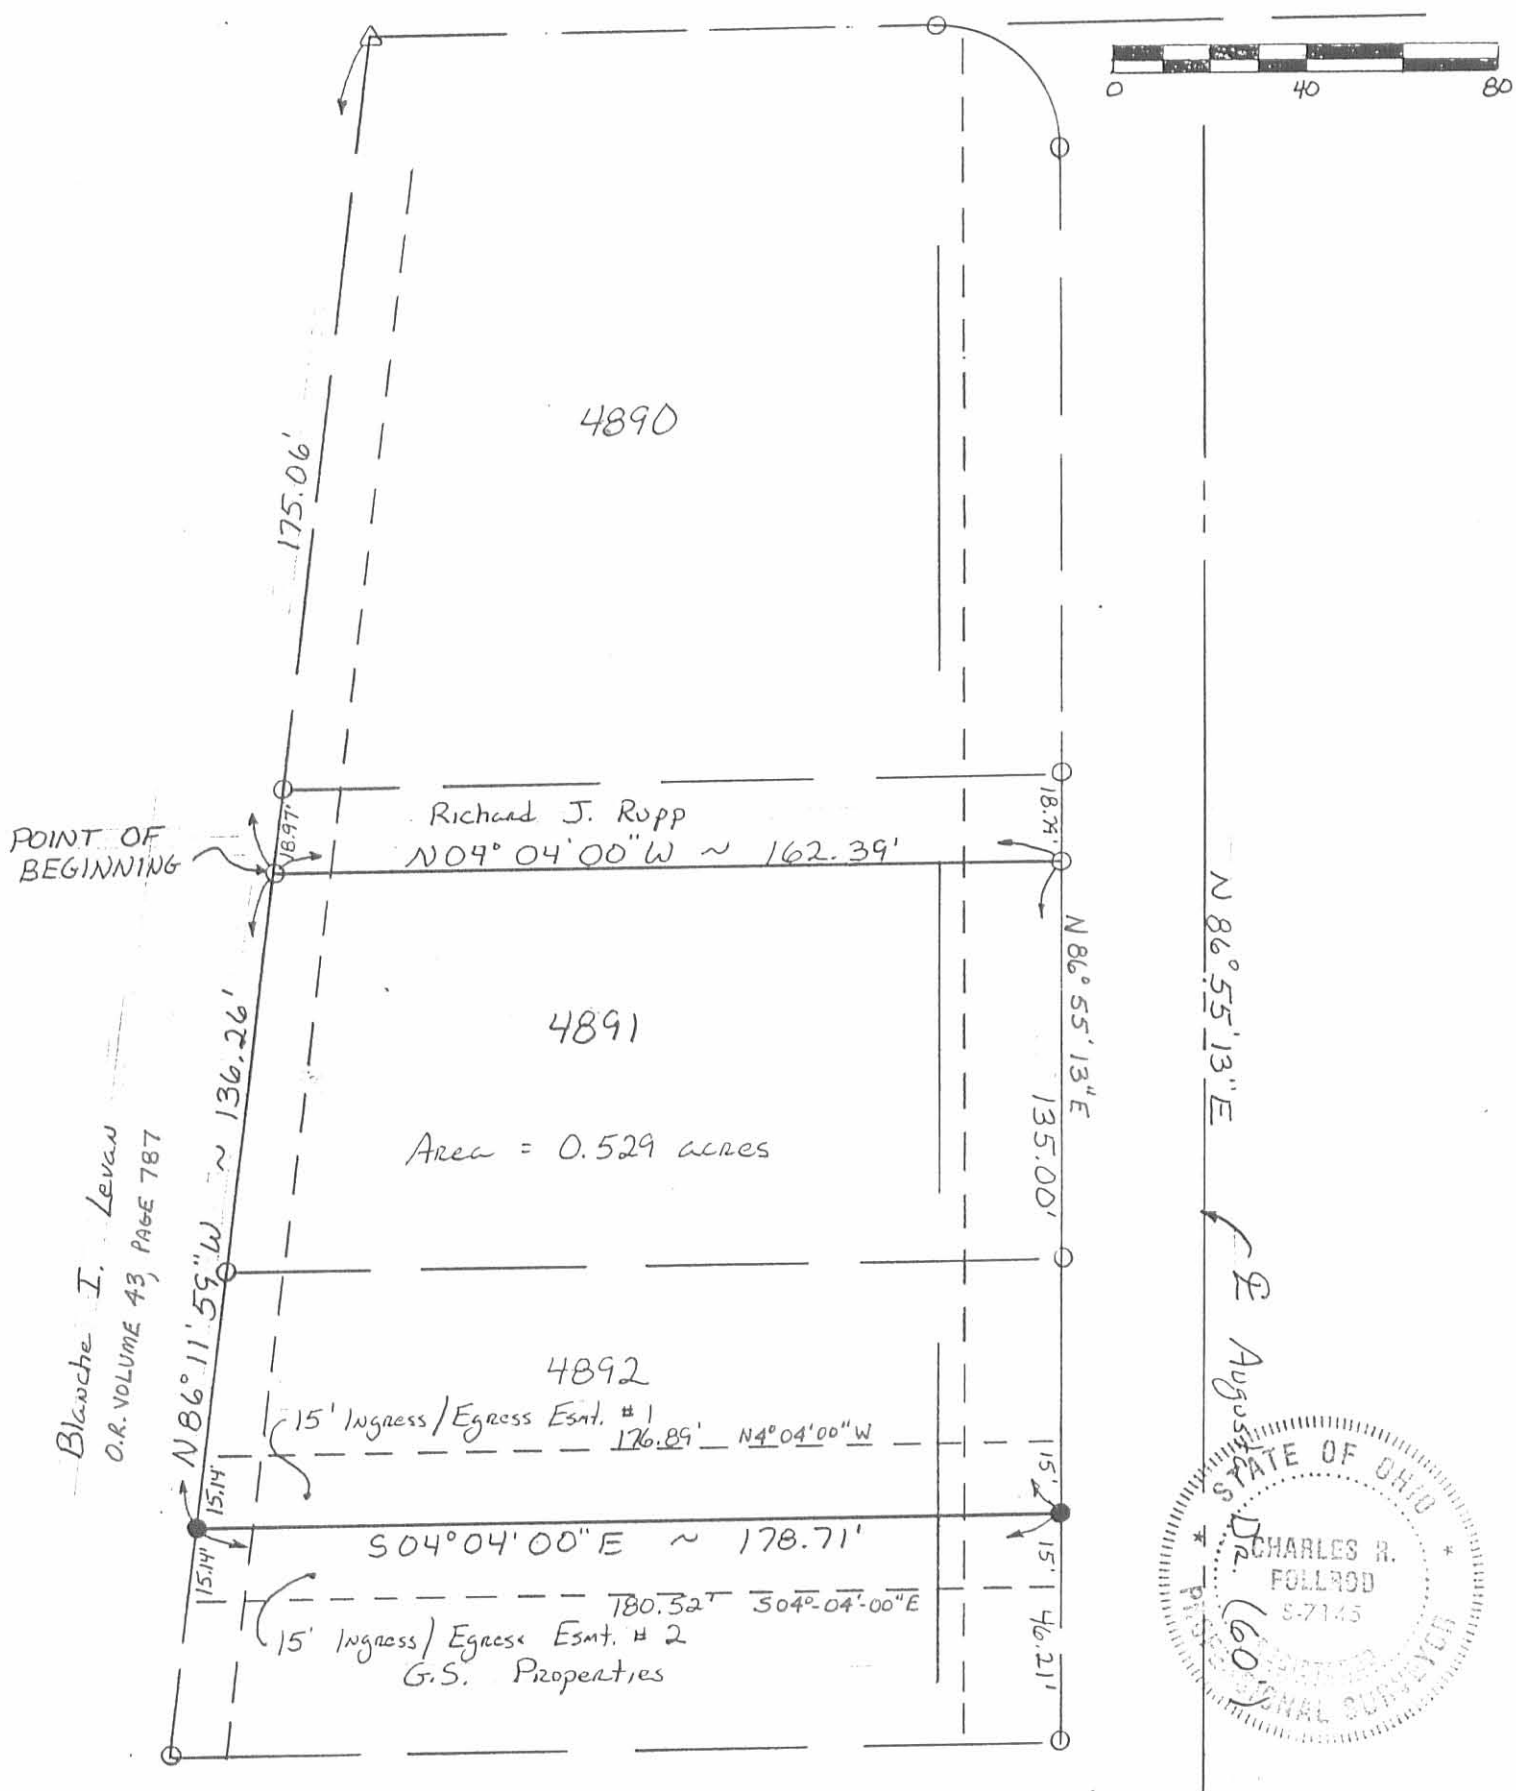 0 40 80
4890
175.06'
Richard J. Rupp
18.97'
18.74'
POINT OF
BEGINNING
N04° 04' 00" W ~ 162.39'
N 86° 55' 13" E
N 86° 55' 13" E
135.00'
4891
Area = 0.529 acres
N86° 11' 59" W ~ 136.26'
Blanche I. Levan
O.R. VOLUME 43, PAGE 787
℄ Augusta Dr. (60')
4892
15' Ingress/Egress Esmt. #1
176.89' N4°04'00"W
15.14'
15'
S04°04'00"E ~ 178.71'
15.14'
15'
180.52' S04°-04'-00"E
15' Ingress/Egress Esmt. # 2
G.S. Properties
46.21'
STATE OF OHIO
CHARLES R.
FOLLROD
S-7145
PROFESSIONAL SURVEYOR